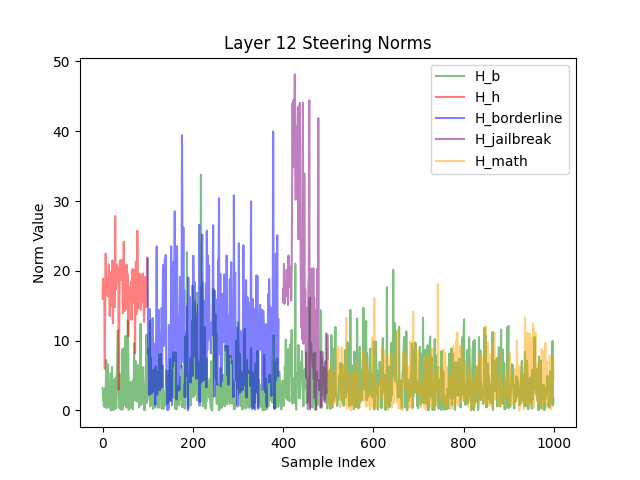 Layer 12 Steering Norms
H_b
H_h
H_borderline
H_jailbreak
H_math
Norm Value
50
40
30
20
10
0
0 200 400 600 800 1000
Sample Index